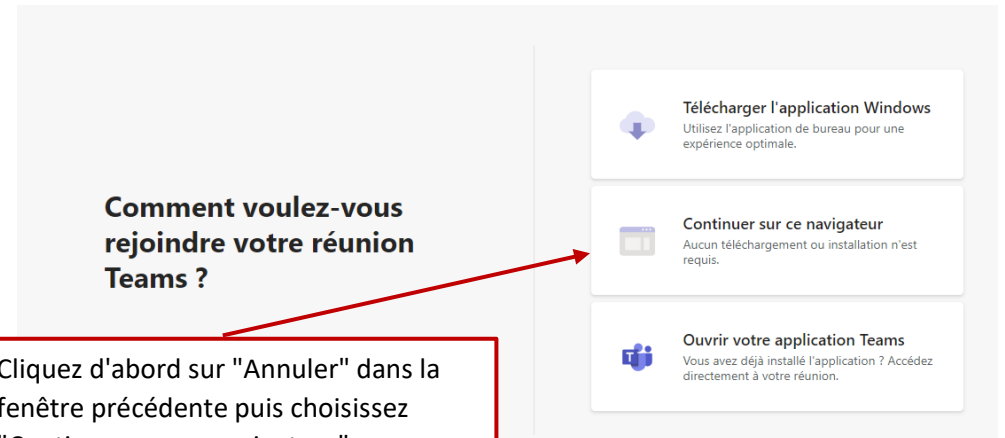 Télécharger l'application Windows
Utilisez l'application de bureau pour une
expérience optimale.
Comment voulez-vous
rejoindre votre réunion
Teams ?
Continuer sur ce navigateur
Aucun téléchargement ou installation n'est
requis.
Ouvrir votre application Teams
Vous avez déjà installé l'application ? Accédez
directement à votre réunion.
Cliquez d'abord sur "Annuler" dans la
fenêtre précédente puis choisissez